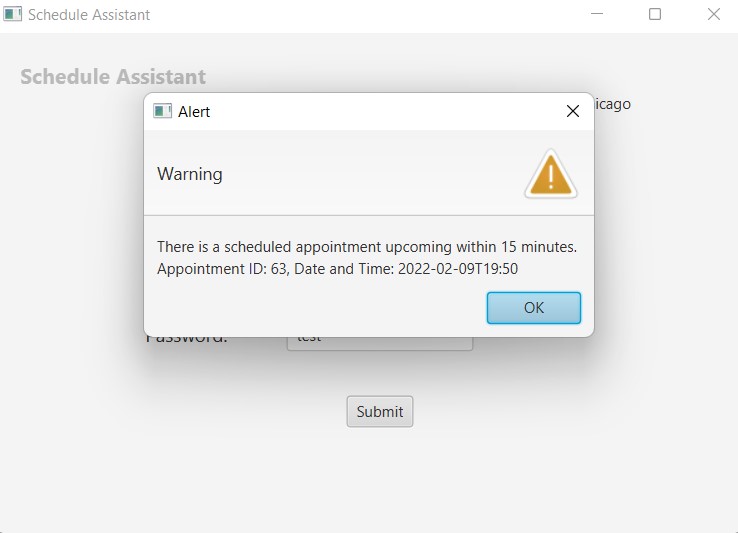 Schedule Assistant
Schedule Assistant
icago
Alert
Warning
There is a scheduled appointment upcoming within 15 minutes.
Appointment ID: 63, Date and Time: 2022-02-09T19:50
OK
Password: test
Submit